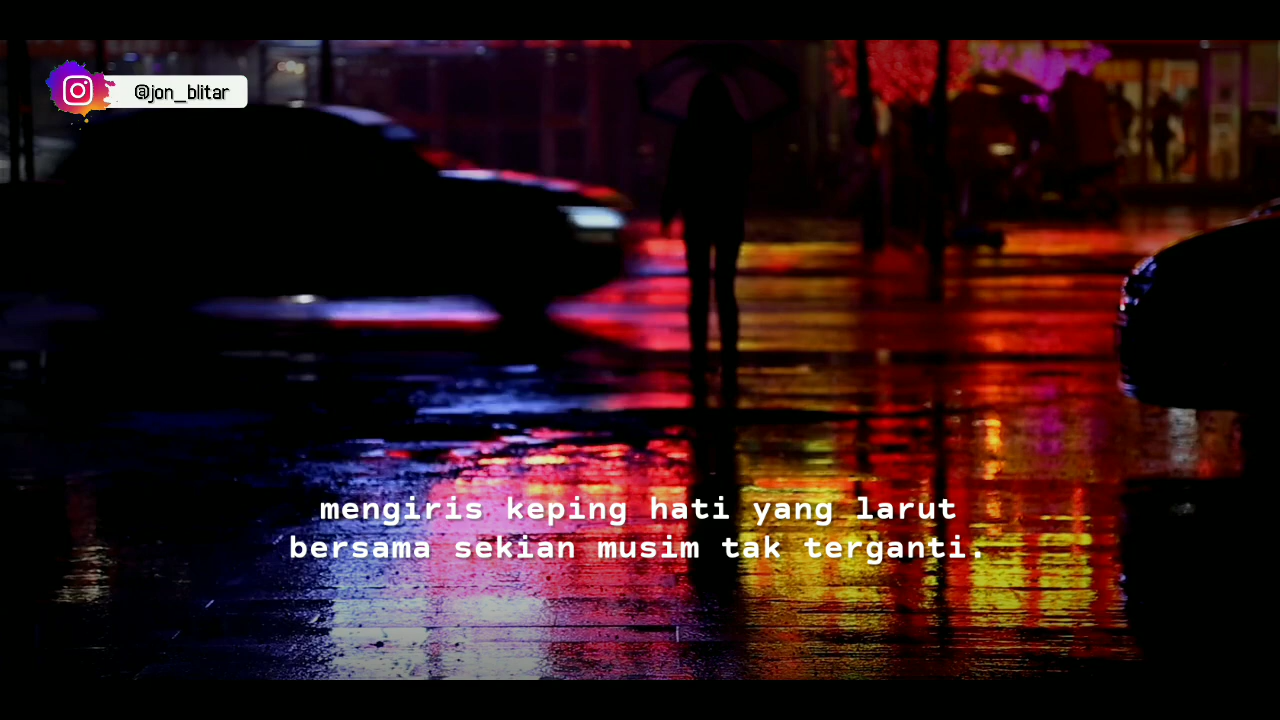 @jon_blitar
mengiris keping hati yang larut
bersama sekian musim tak terganti.